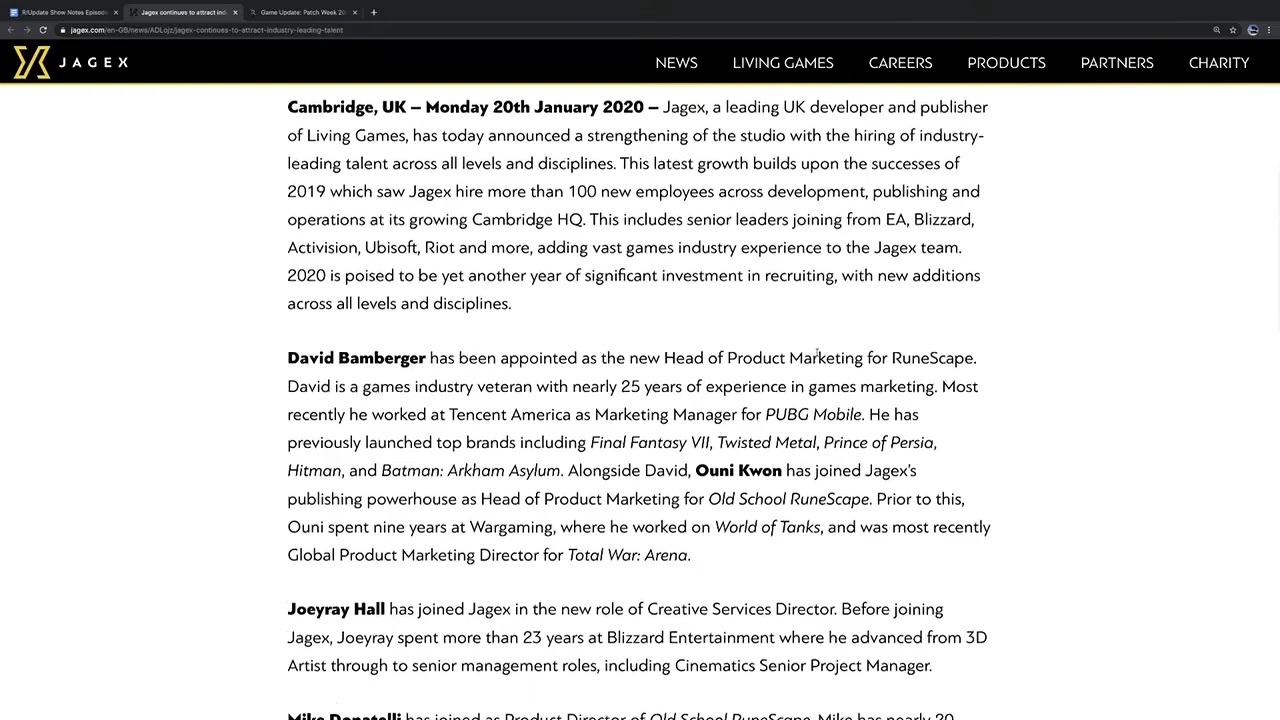 R/Update Show Notes Episode
Jagex continues to attract ind
Game Update: Patch Week 20
jagex.com/en-GB/news/ADLojz/jagex-continues-to-attract-industry-leading-talent
JAGEX
NEWS
LIVING GAMES
CAREERS
PRODUCTS
PARTNERS
CHARITY
Cambridge, UK – Monday 20th January 2020 – Jagex, a leading UK developer and publisher
of Living Games, has today announced a strengthening of the studio with the hiring of industry-
leading talent across all levels and disciplines. This latest growth builds upon the successes of
2019 which saw Jagex hire more than 100 new employees across development, publishing and
operations at its growing Cambridge HQ. This includes senior leaders joining from EA, Blizzard,
Activision, Ubisoft, Riot and more, adding vast games industry experience to the Jagex team.
2020 is poised to be yet another year of significant investment in recruiting, with new additions
across all levels and disciplines.
David Bamberger has been appointed as the new Head of Product Marketing for RuneScape.
David is a games industry veteran with nearly 25 years of experience in games marketing. Most
recently he worked at Tencent America as Marketing Manager for PUBG Mobile. He has
previously launched top brands including Final Fantasy VII, Twisted Metal, Prince of Persia,
Hitman, and Batman: Arkham Asylum. Alongside David, Ouni Kwon has joined Jagex's
publishing powerhouse as Head of Product Marketing for Old School RuneScape. Prior to this,
Ouni spent nine years at Wargaming, where he worked on World of Tanks, and was most recently
Global Product Marketing Director for Total War: Arena.
Joeyray Hall has joined Jagex in the new role of Creative Services Director. Before joining
Jagex, Joeyray spent more than 23 years at Blizzard Entertainment where he advanced from 3D
Artist through to senior management roles, including Cinematics Senior Project Manager.
Mike Donatelli has joined as Product Director of Old School RuneScape. Mike has nearly 20